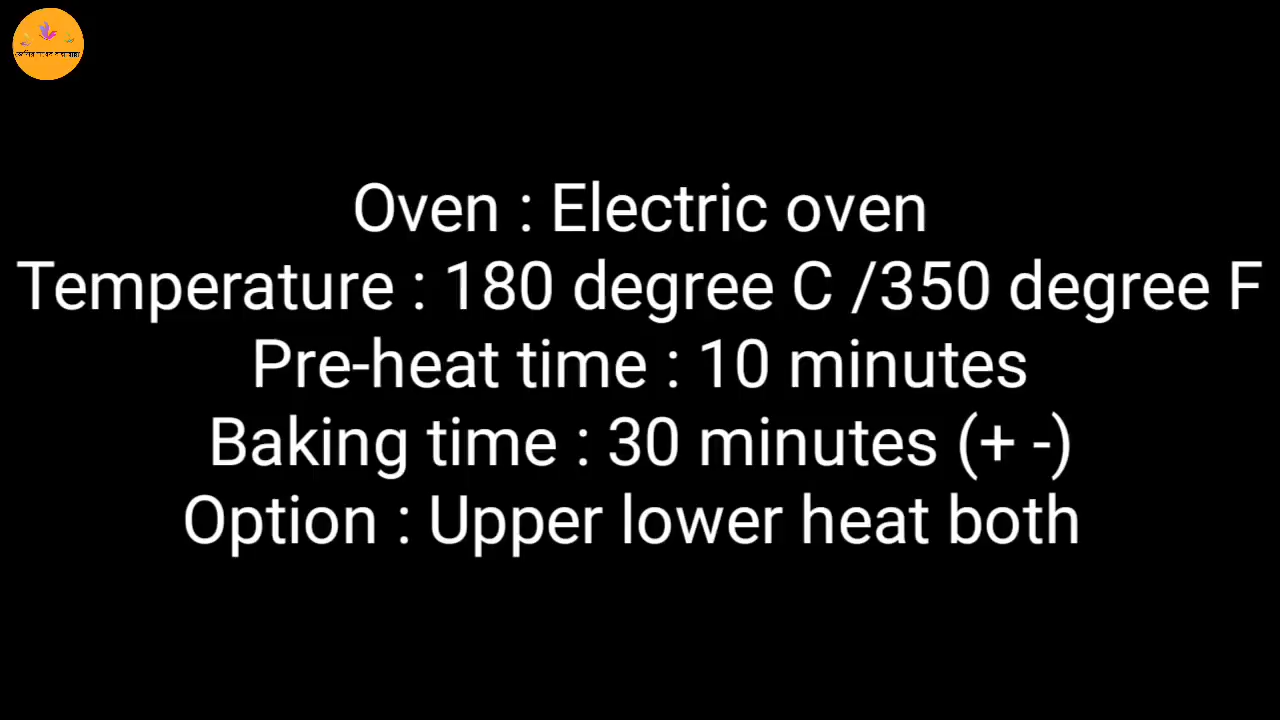 Oven : Electric oven
Temperature : 180 degree C /350 degree F
Pre-heat time : 10 minutes
Baking time : 30 minutes (+ -)
Option : Upper lower heat both